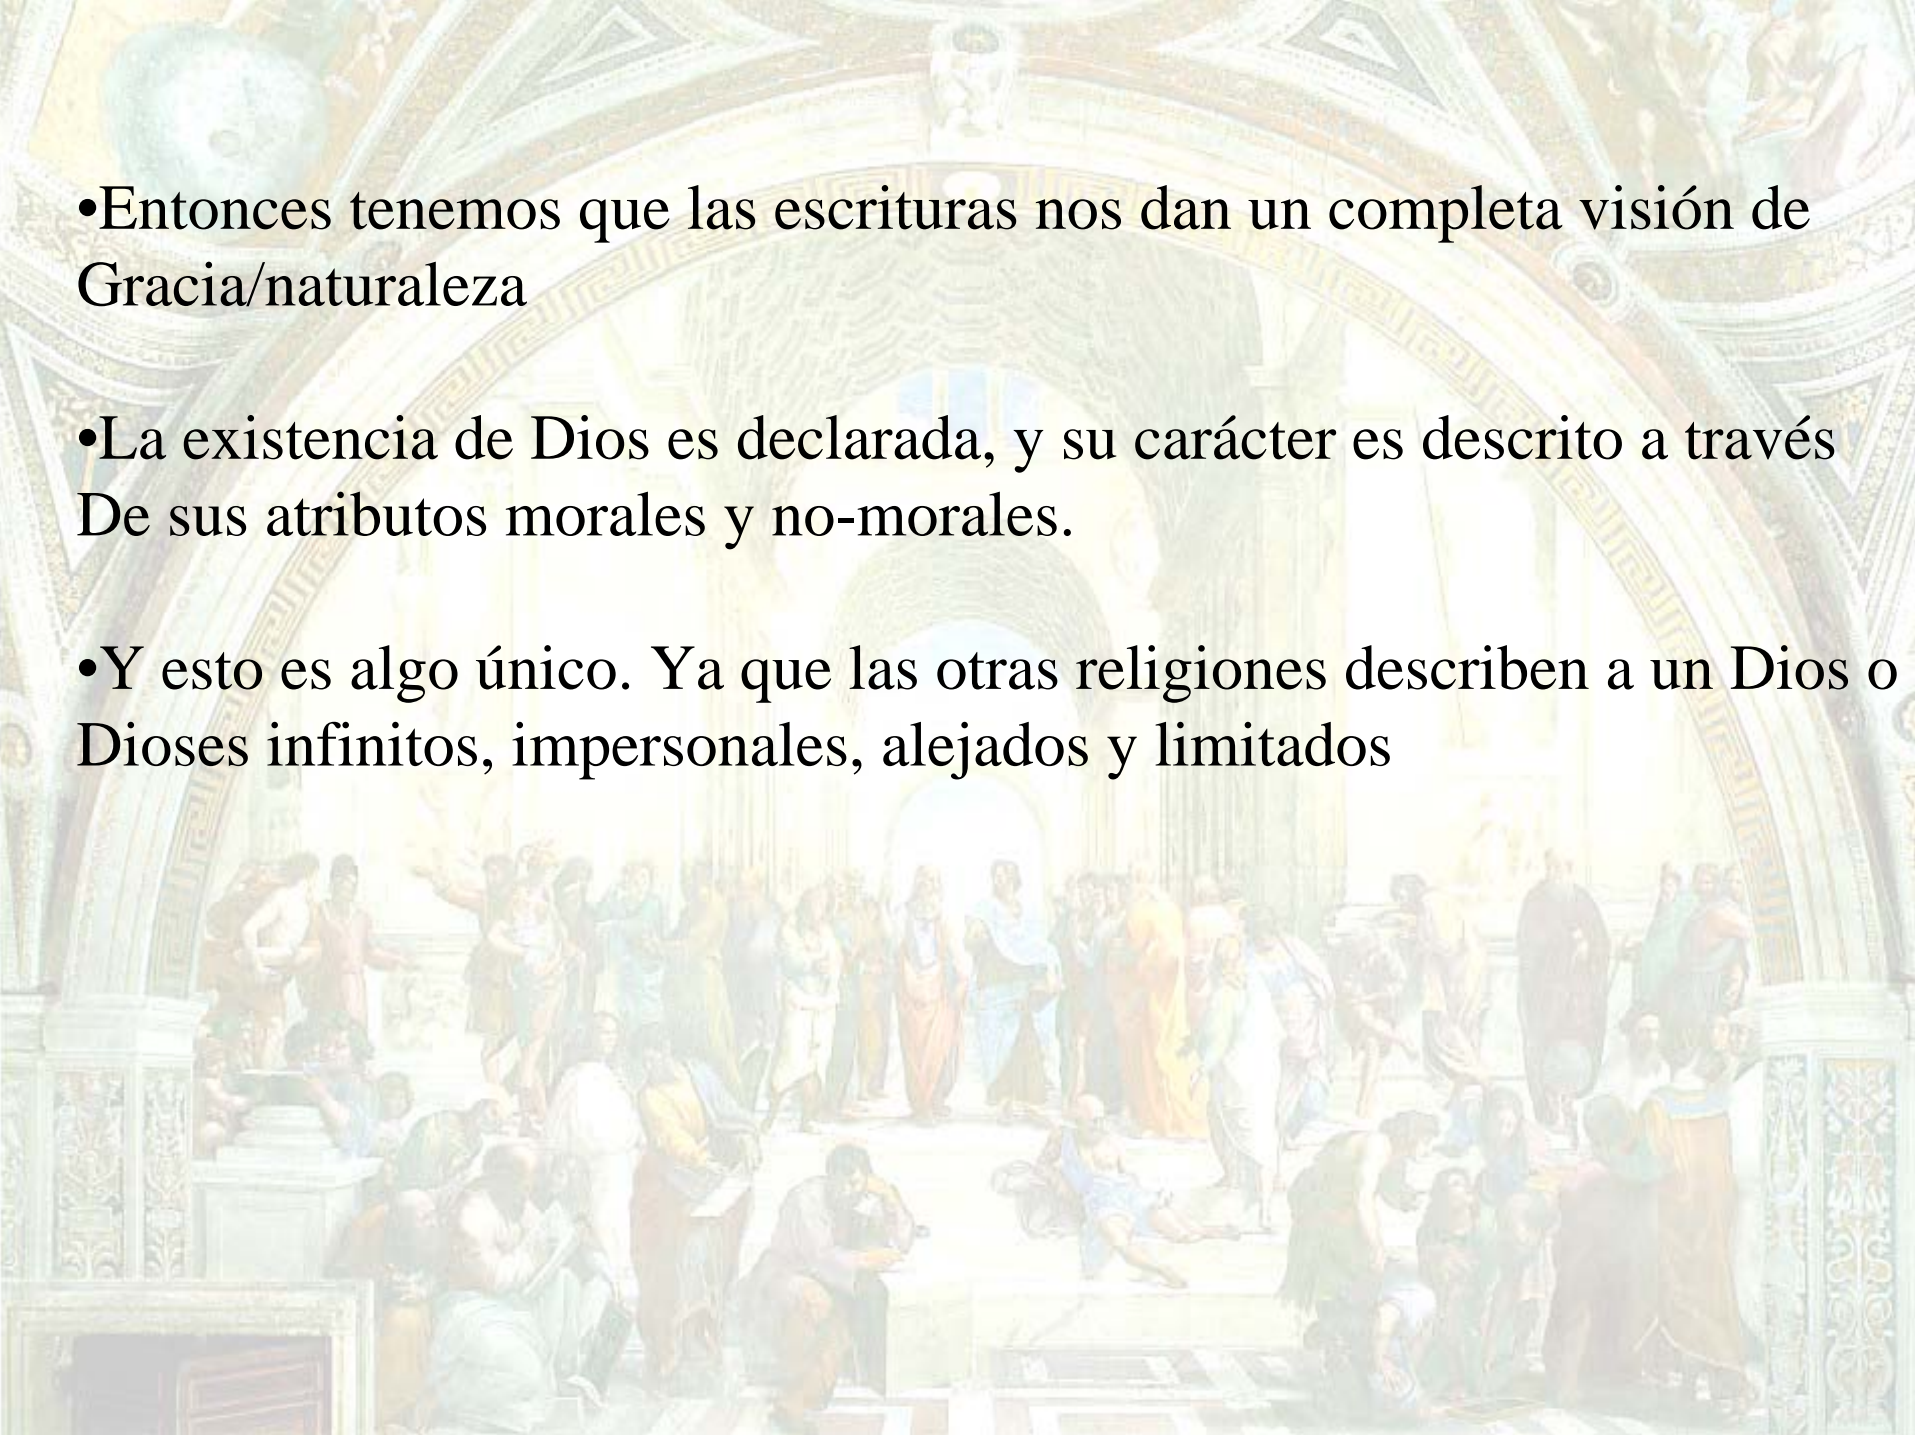 •Entonces tenemos que las escrituras nos dan un completa visión de
Gracia/naturaleza
•La existencia de Dios es declarada, y su carácter es descrito a través
De sus atributos morales y no-morales.
•Y esto es algo único. Ya que las otras religiones describen a un Dios o
Dioses infinitos, impersonales, alejados y limitados